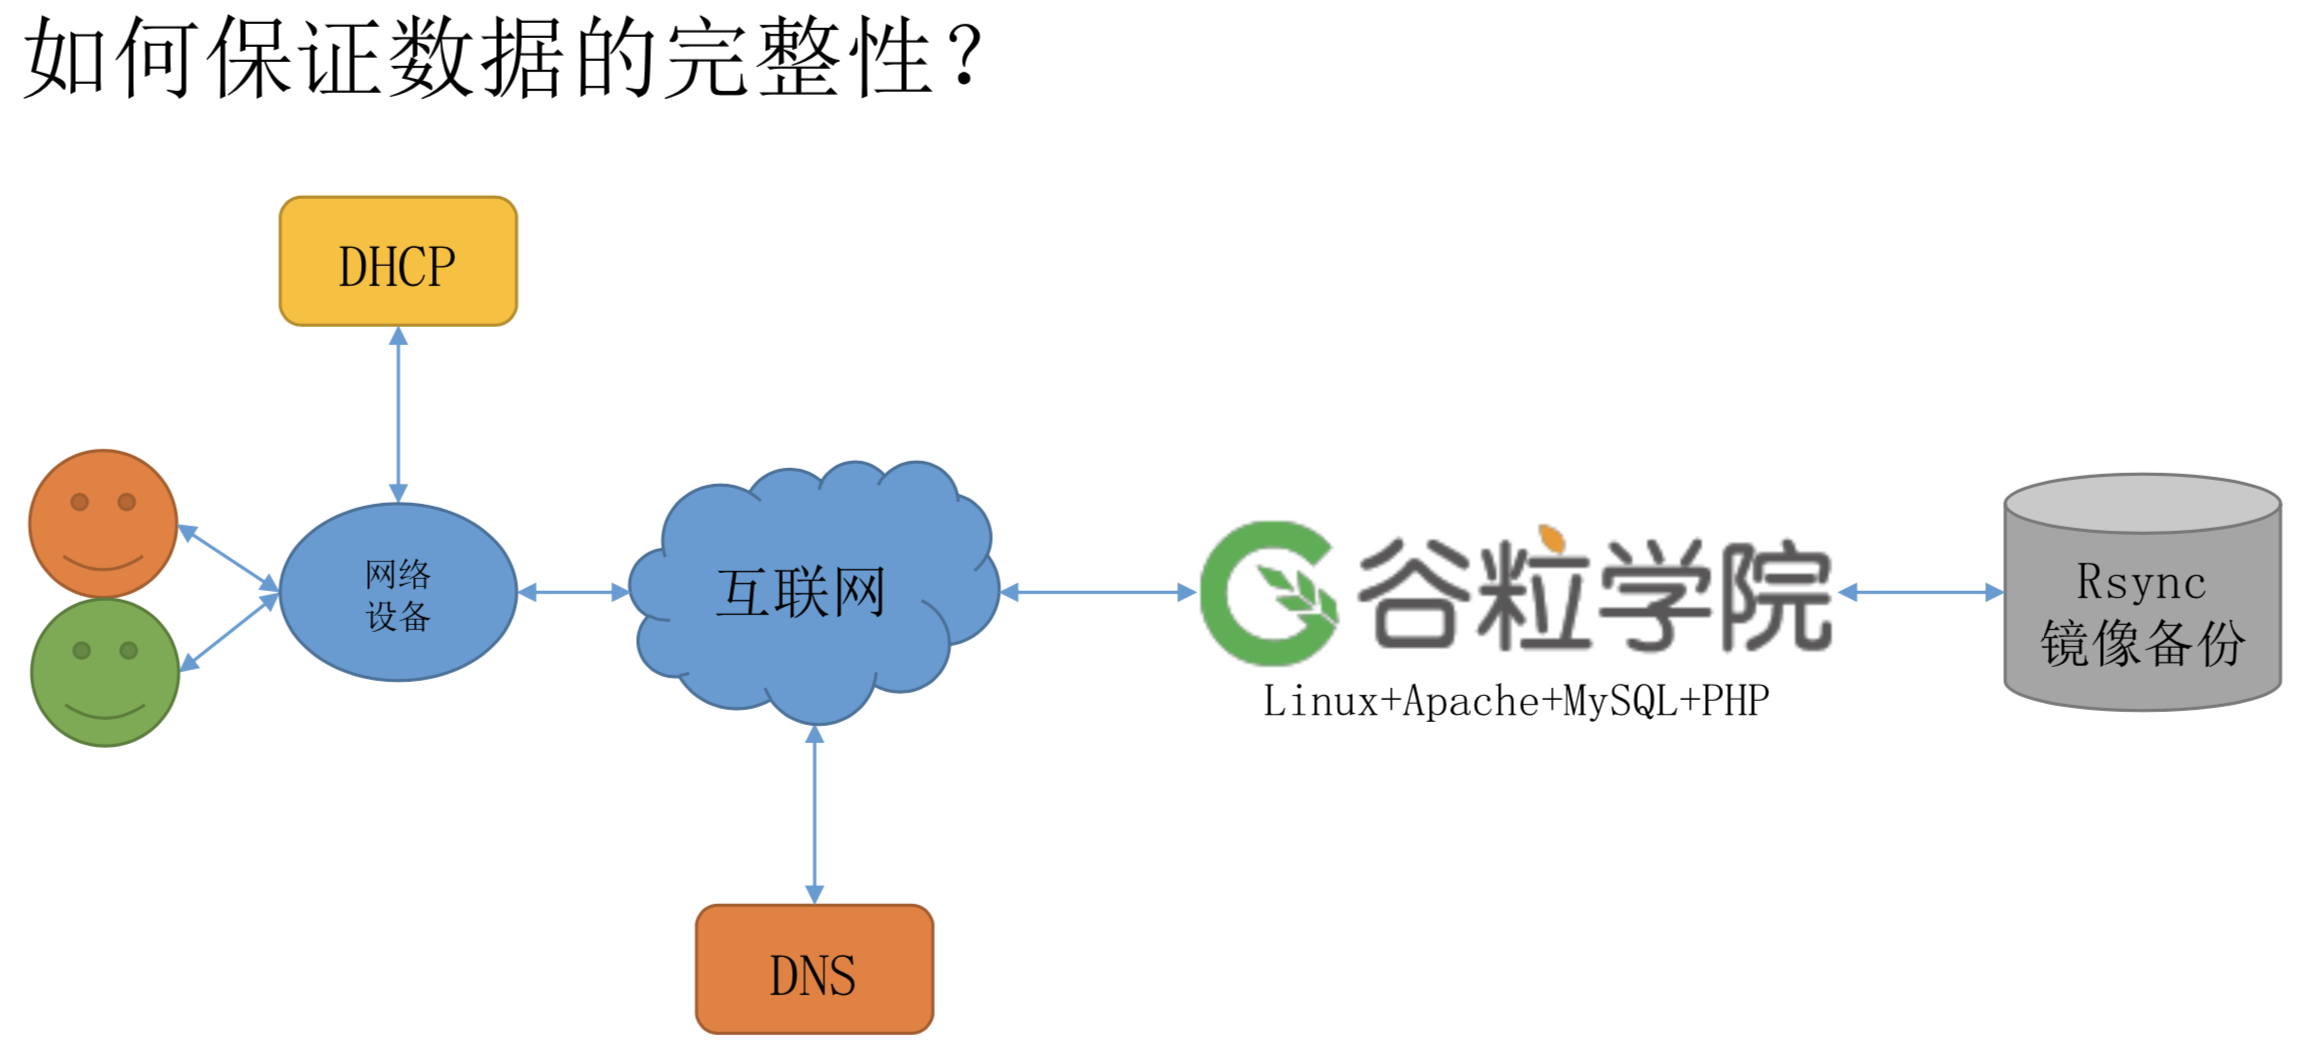 如何保证数据的完整性？
DHCP
网络
设备
互联网
谷粒学院
Linux+Apache+MySQL+PHP
Rsync
镜像备份
DNS